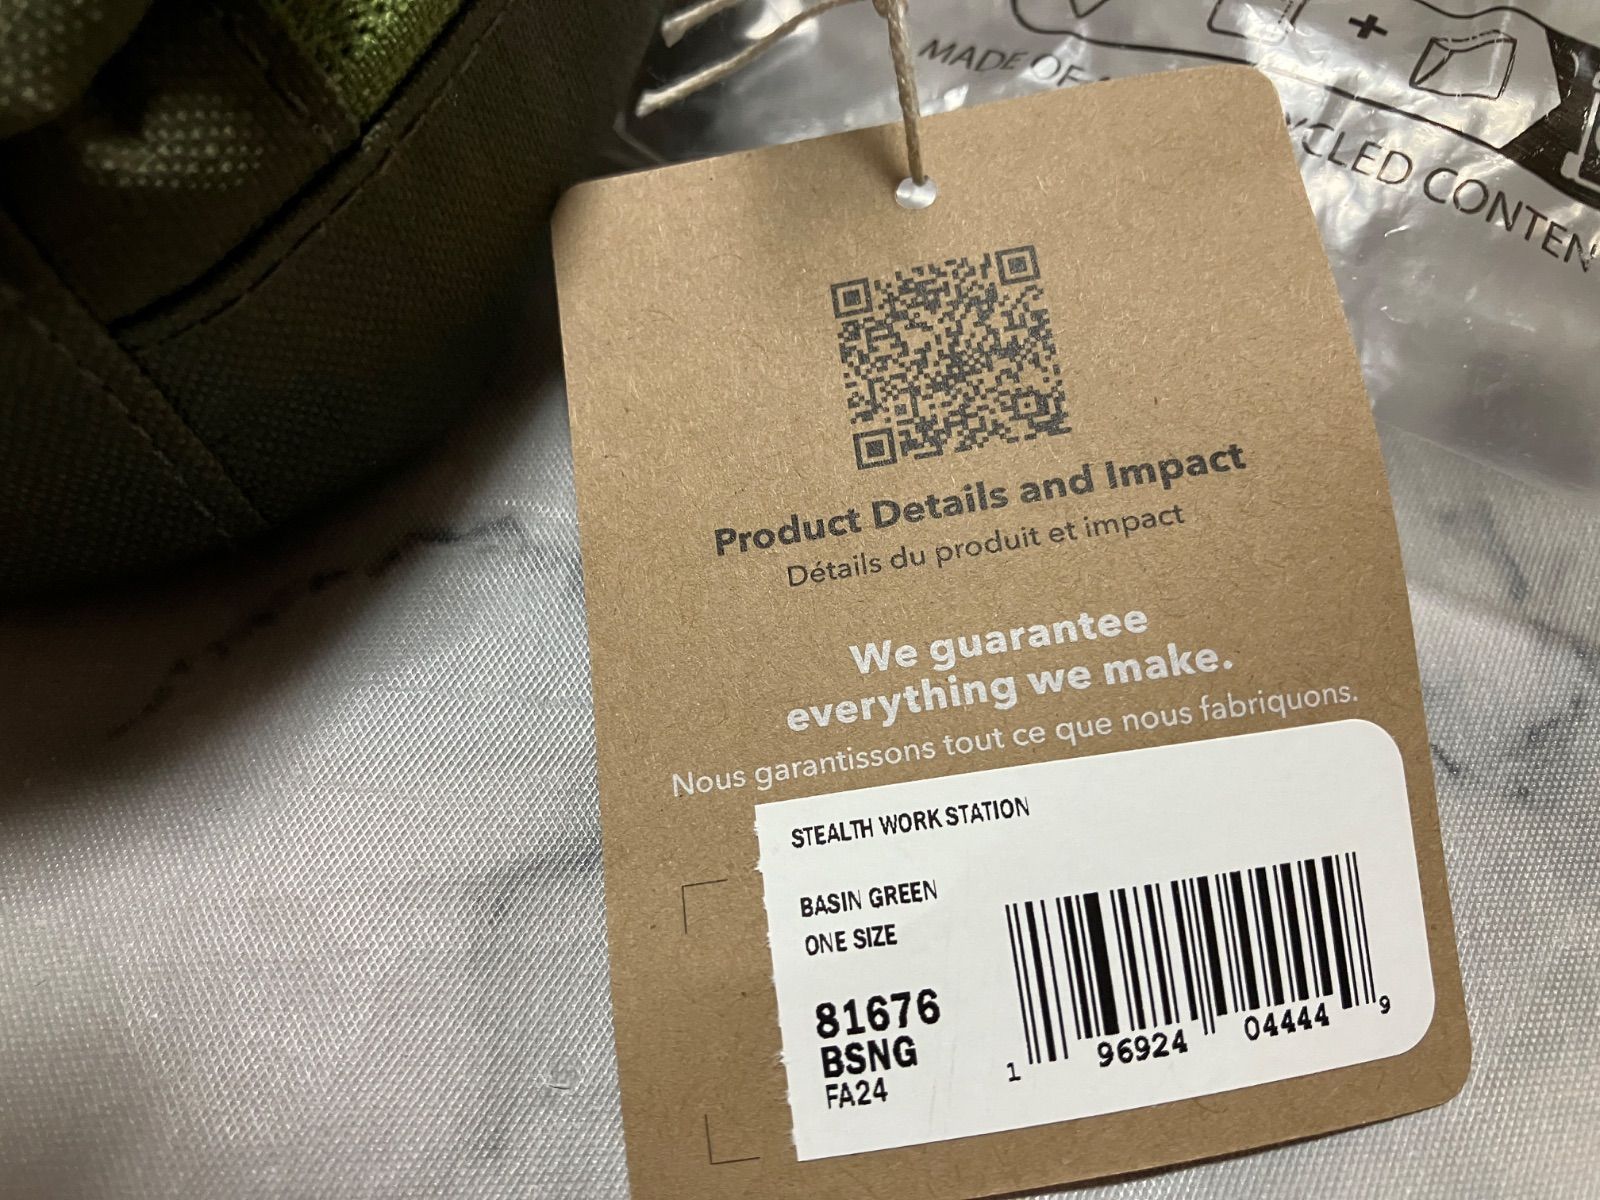 MADE OF
CYCLED CONTEN
Product Details and Impact
Détails du produit et impact
We guarantee
everything we make.
Nous garantissons tout ce que nous fabriquons.
STEALTH WORK STATION
BASIN GREEN
ONE SIZE
81676
BSNG
FA24
1 96924 04444 9